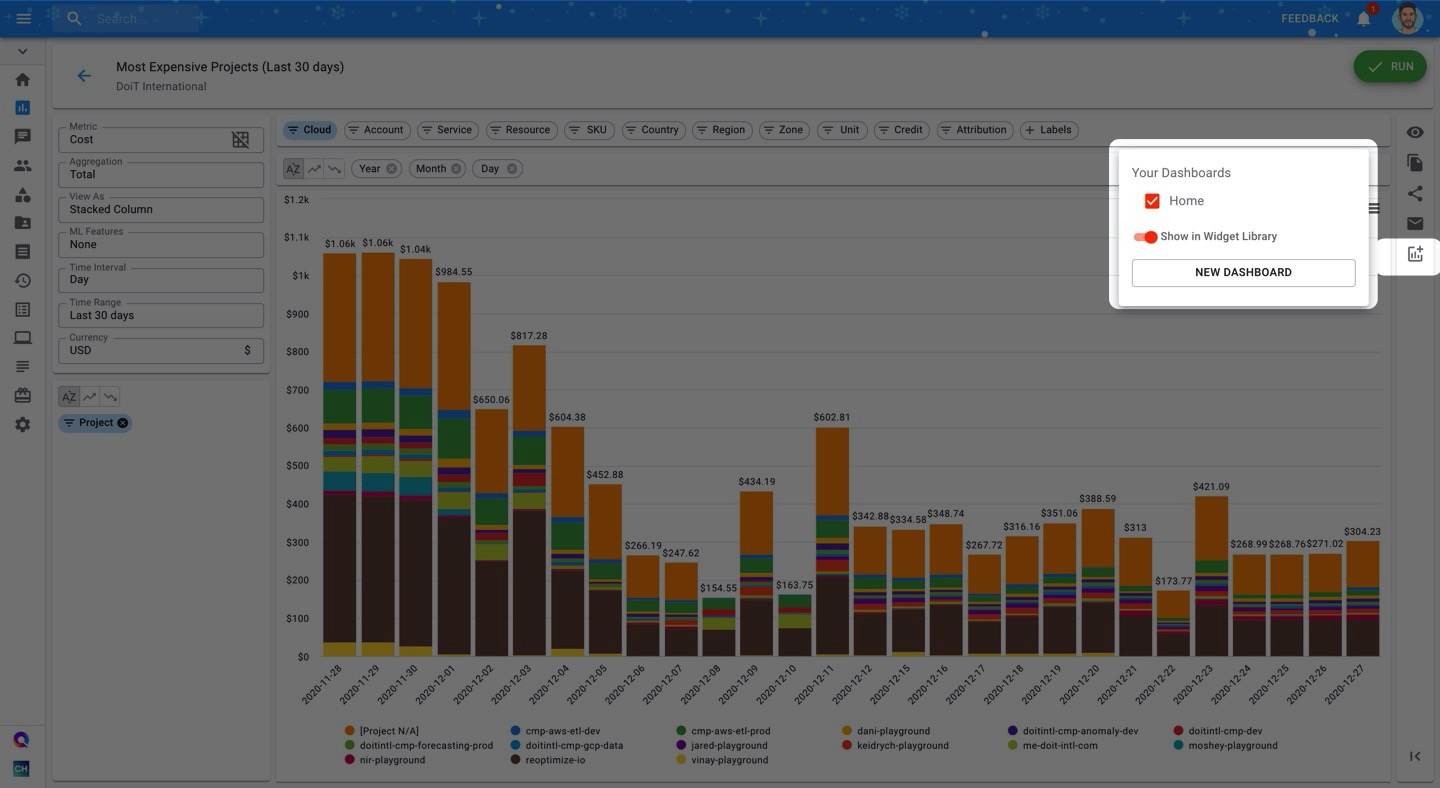 Search...
FEEDBACK
1
Most Expensive Projects (Last 30 days)
DoiT International
RUN
Metric
Cost
Aggregation
Total
View As
Stacked Column
ML Features
None
Time Interval
Day
Time Range
Last 30 days
Currency
USD $
AZ
Project
Cloud Account Service Resource SKU Country Region Zone Unit Credit Attribution + Labels
AZ Year Month Day
Your Dashboards
Home
Show in Widget Library
NEW DASHBOARD
$1.2k
$1.1k
$1k
$900
$800
$700
$600
$500
$400
$300
$200
$100
$0
$1.06k $1.06k $1.04k $984.55 $650.06 $817.28 $604.38 $452.88 $266.19 $247.62 $154.55 $434.19 $163.75 $602.81 $342.88 $334.58 $348.74 $267.72 $316.16 $351.06 $388.59 $313 $173.77 $421.09 $268.99 $268.76 $271.02 $304.23
2020-11-28 2020-11-29 2020-11-30 2020-12-01 2020-12-02 2020-12-03 2020-12-04 2020-12-05 2020-12-06 2020-12-07 2020-12-08 2020-12-09 2020-12-10 2020-12-11 2020-12-12 2020-12-15 2020-12-16 2020-12-17 2020-12-18 2020-12-19 2020-12-20 2020-12-21 2020-12-22 2020-12-23 2020-12-24 2020-12-25 2020-12-26 2020-12-27
[Project N/A] cmp-aws-etl-dev cmp-aws-etl-prod dani-playground doitintl-cmp-anomaly-dev doitintl-cmp-dev
doitintl-cmp-forecasting-prod doitintl-cmp-gcp-data jared-playground keidrych-playground me-doit-intl-com moshey-playground
nir-playground reoptimize-io vinay-playground
CH